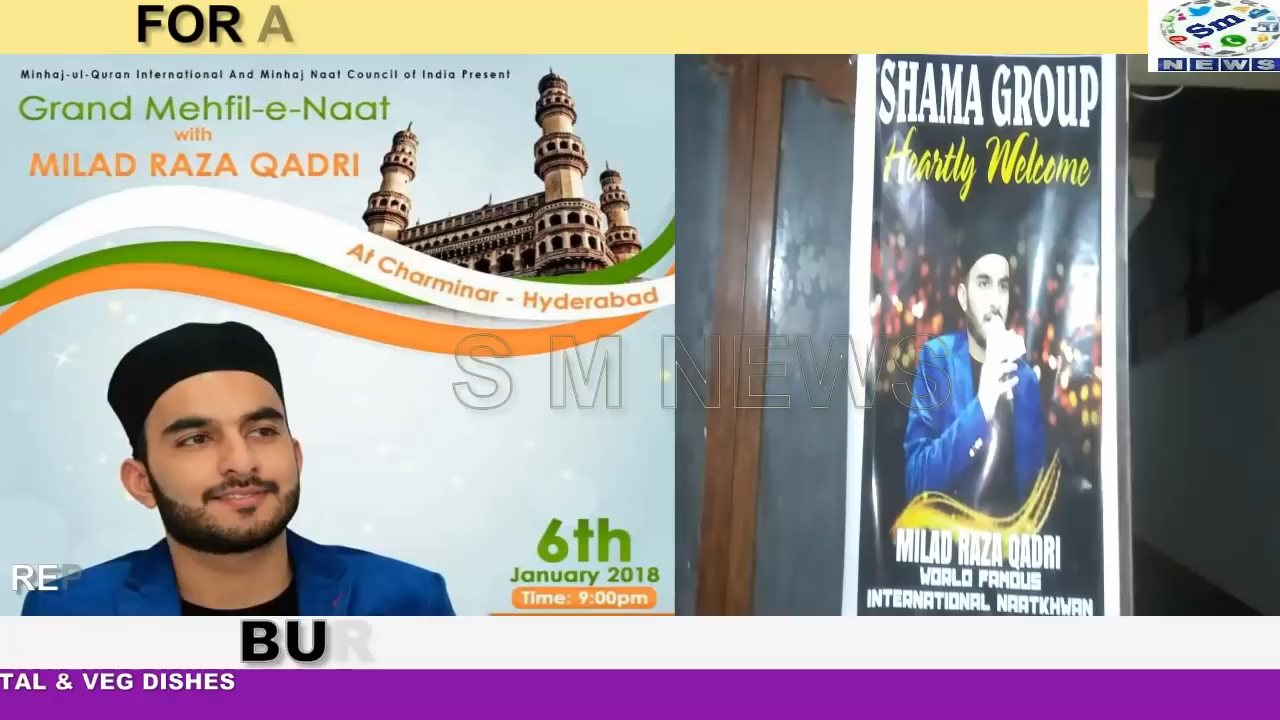 FOR A
Sm
NEWS
Minhaj-ul-Quran International And Minhaj Naat Council of India Present
Grand Mehfil-e-Naat
with
MILAD RAZA QADRI
At Charminar - Hyderabad
6th
January 2018
Time: 9:00pm
SHAMA GROUP
Heartly Welcome
MILAD RAZA QADRI
WORLD FAMOUS
INTERNATIONAL NAATKHWAN
S M NEWS
REP
BUR
TAL & VEG DISHES